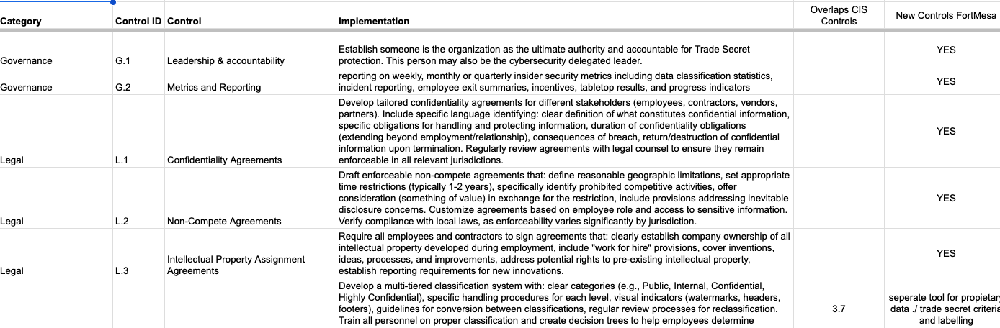 Category Control ID Control Implementation Overlaps CIS Controls New Controls FortMesa
Governance G.1 Leadership & accountability
Establish someone is the organization as the ultimate authority and accountable for Trade Secret
protection. This person may also be the cybersecurity delegated leader.
YES
Governance G.2 Metrics and Reporting
reporting on weekly, monthly or quarterly insider security metrics including data classification statistics,
incident reporting, employee exit summaries, incentives, tabletop results, and progress indicators
YES
Legal L.1 Confidentiality Agreements
Develop tailored confidentiality agreements for different stakeholders (employees, contractors, vendors,
partners). Include specific language identifying: clear definition of what constitutes confidential information,
specific obligations for handling and protecting information, duration of confidentiality obligations
(extending beyond employment/relationship), consequences of breach, return/destruction of confidential
information upon termination. Regularly review agreements with legal counsel to ensure they remain
enforceable in all relevant jurisdictions.
YES
Legal L.2 Non-Compete Agreements
Draft enforceable non-compete agreements that: define reasonable geographic limitations, set appropriate
time restrictions (typically 1-2 years), specifically identify prohibited competitive activities, offer
consideration (something of value) in exchange for the restriction, include provisions addressing inevitable
disclosure concerns. Customize agreements based on employee role and access to sensitive information.
Verify compliance with local laws, as enforceability varies significantly by jurisdiction.
YES
Legal L.3 Intellectual Property Assignment
Agreements
Require all employees and contractors to sign agreements that: clearly establish company ownership of all
intellectual property developed during employment, include "work for hire" provisions, cover inventions,
ideas, processes, and improvements, address potential rights to pre-existing intellectual property,
establish reporting requirements for new innovations.
YES
Develop a multi-tiered classification system with: clear categories (e.g., Public, Internal, Confidential,
Highly Confidential), specific handling procedures for each level, visual indicators (watermarks, headers,
footers), guidelines for conversion between classifications, regular review processes for reclassification.
Train all personnel on proper classification and create decision trees to help employees determine
3.7
seperate tool for propietary
data ./ trade secret criteria
and labelling